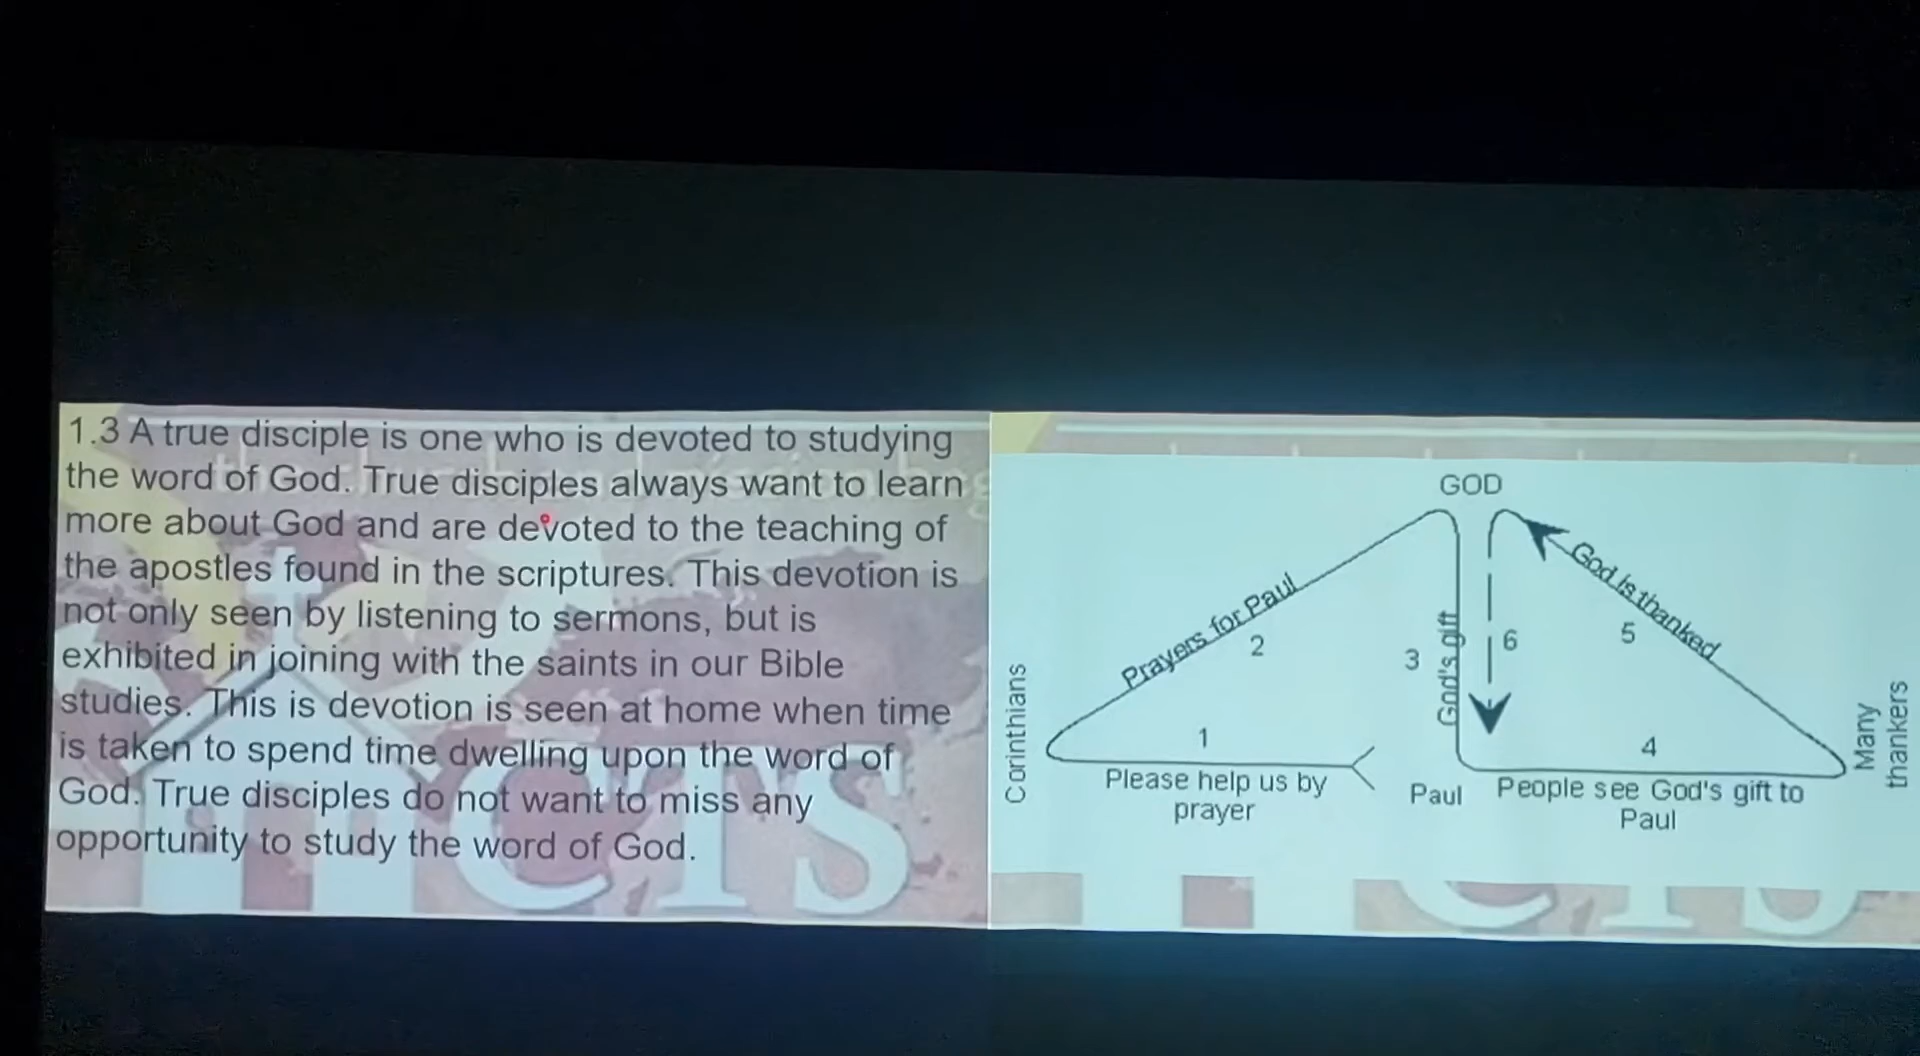 1.3 A true disciple is one who is devoted to studying
the word of God. True disciples always want to learn
more about God and are devoted to the teaching of
the apostles found in the scriptures. This devotion is
not only seen by listening to sermons, but is
exhibited in joining with the saints in our Bible
studies. This is devotion is seen at home when time
is taken to spend time dwelling upon the word of
God. True disciples do not want to miss any
opportunity to study the word of God.
CTS
GOD
Prayers for Paul
2
3
God's gift
6
God is thanked
5
Corinthians
1
Please help us by
prayer
Paul
4
People see God's gift to
Paul
Many
thankers